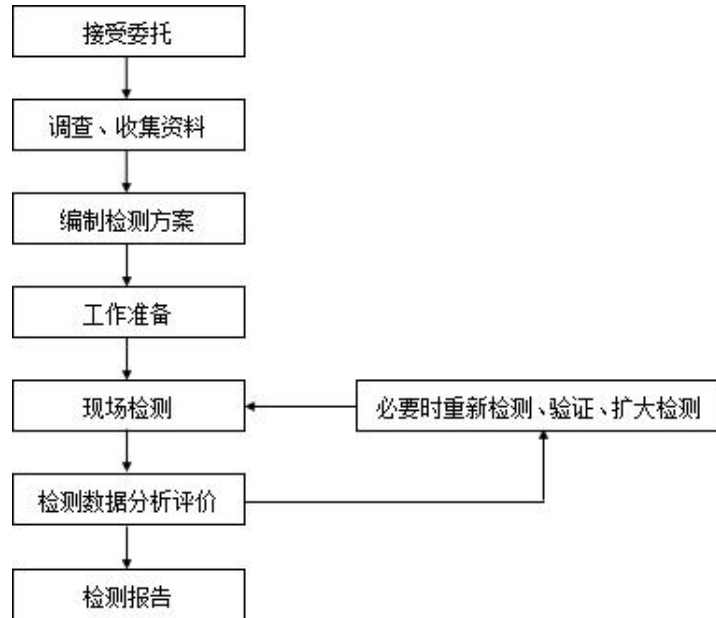 接受委托
调查、收集资料
编制检测方案
工作准备
现场检测
必要时重新检测、验证、扩大检测
检测数据分析评价
检测报告